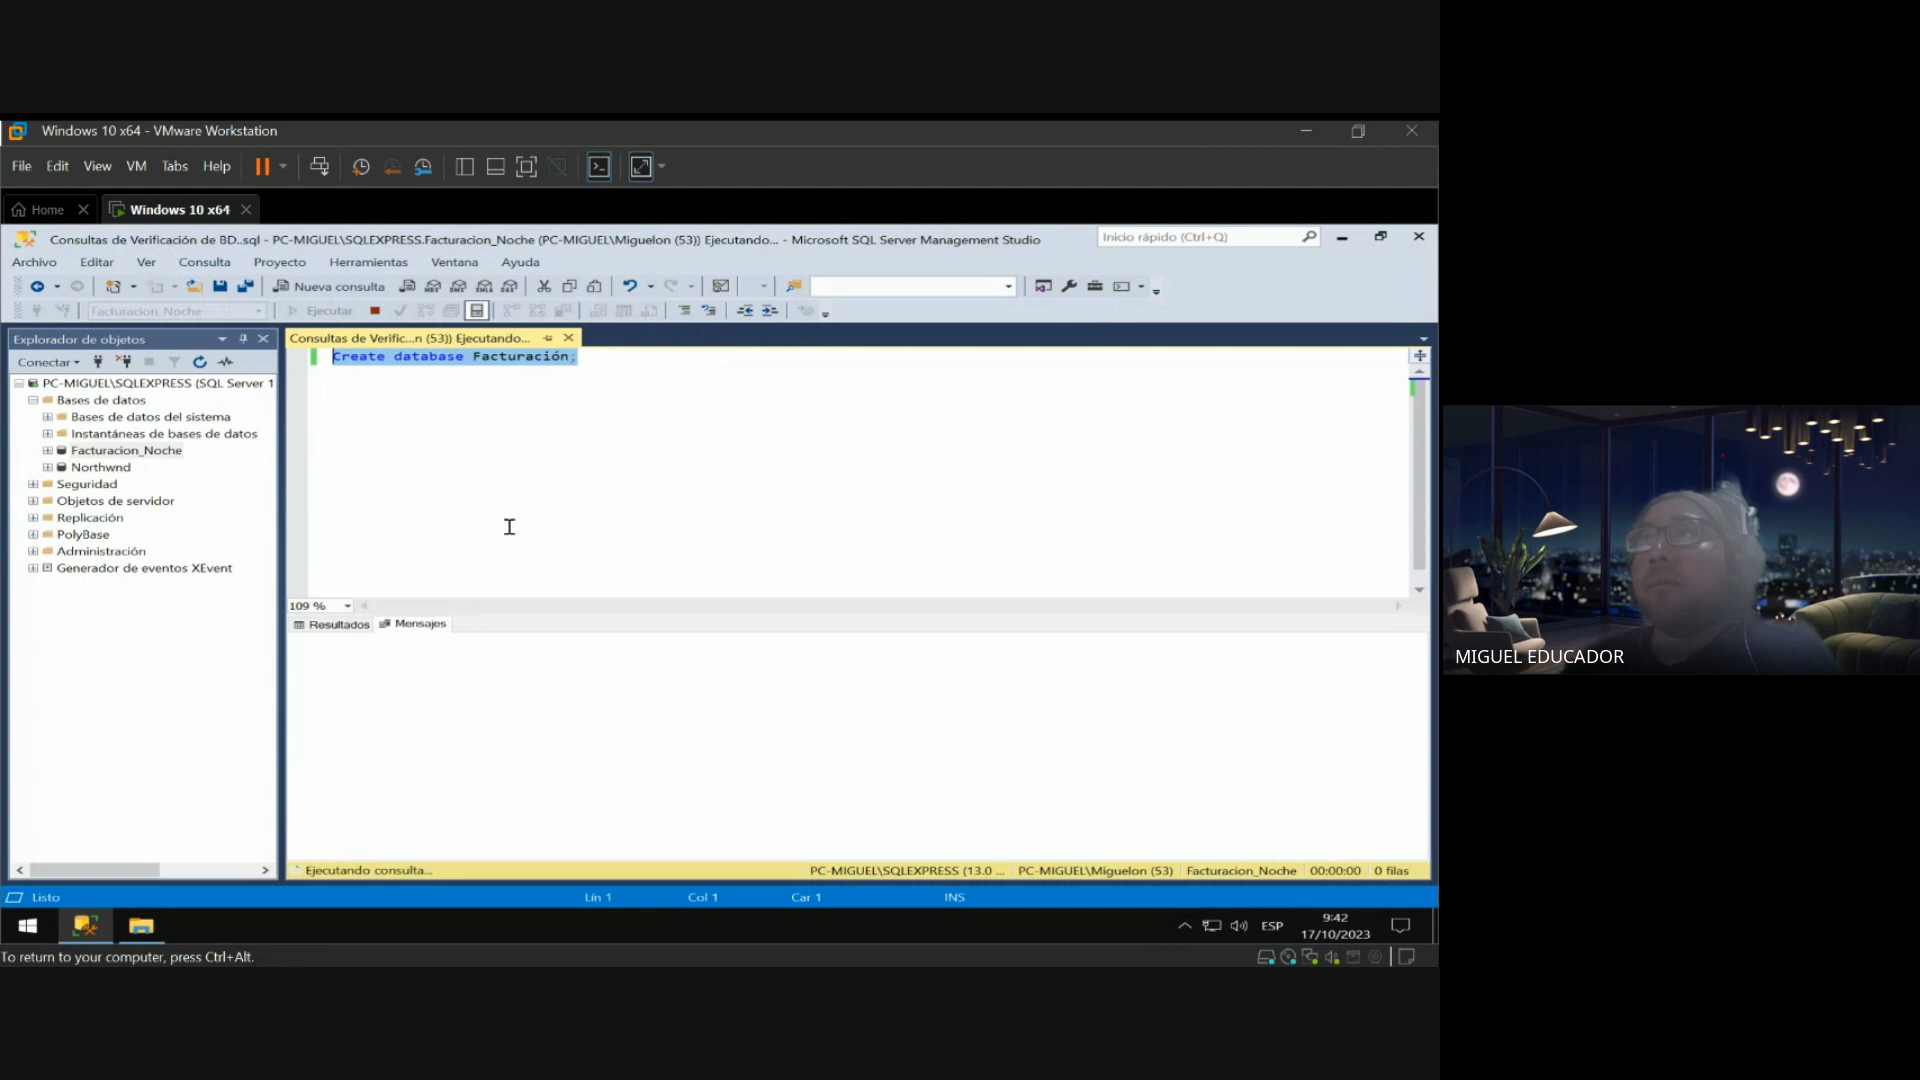 Windows 10 x64 - VMware Workstation
File Edit View VM Tabs Help
Home
Windows 10 x64
Consultas de Verificación de BD..sql - PC-MIGUEL\SQLEXPRESS.Facturacion_Noche (PC-MIGUEL\Miguelon (53)) Ejecutando... - Microsoft SQL Server Management Studio
Inicio rápido (Ctrl+Q)
Archivo Editar Ver Consulta Proyecto Herramientas Ventana Ayuda
Nueva consulta
Facturacion_Noche
Ejecutar
Explorador de objetos
Consultas de Verific...n (53)) Ejecutando...
Conectar
Create database Facturación;
PC-MIGUEL\SQLEXPRESS (SQL Server 1
Bases de datos
Bases de datos del sistema
Instantáneas de bases de datos
Facturacion_Noche
Northwnd
Seguridad
Objetos de servidor
Replicación
PolyBase
Administración
Generador de eventos XEvent
109 %
Resultados Mensajes
Ejecutando consulta...
PC-MIGUEL\SQLEXPRESS (13.0 ... PC-MIGUEL\Miguelon (53) Facturacion_Noche 00:00:00 0 filas
Listo Lín 1 Col 1 Car 1 INS
ESP
9:42
17/10/2023
To return to your computer, press Ctrl+Alt.
MIGUEL EDUCADOR